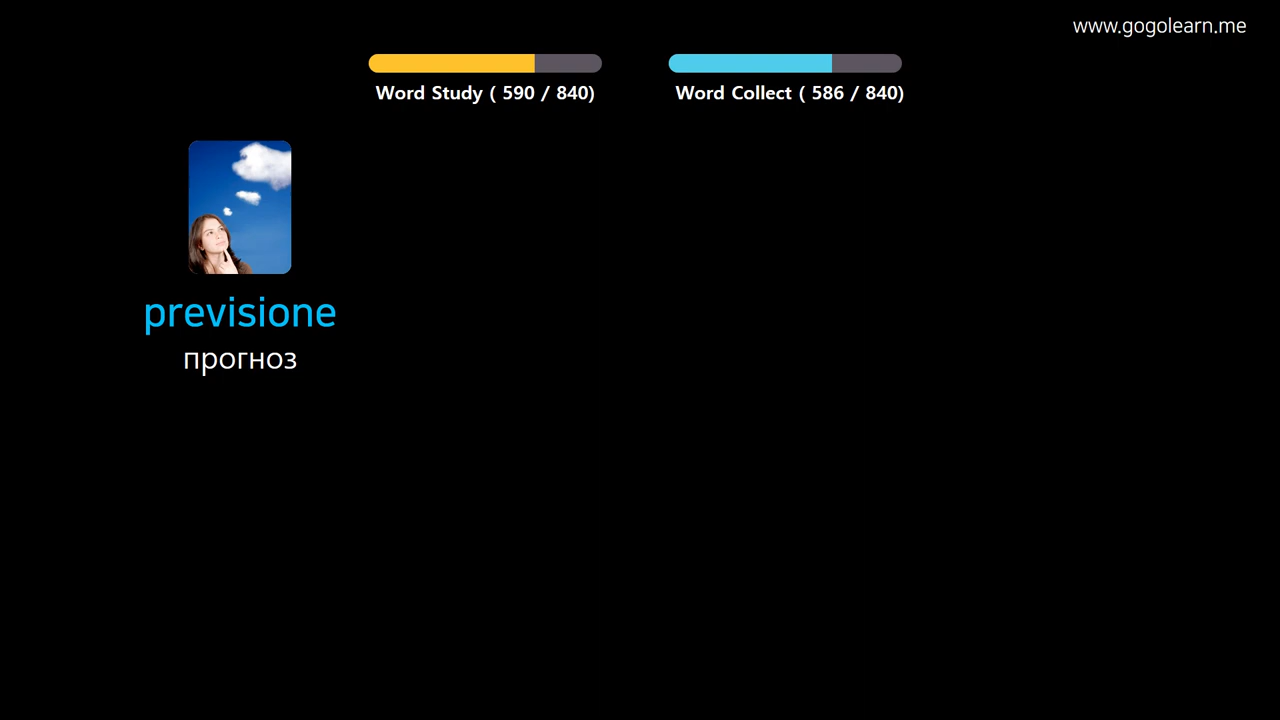 www.gogolearn.me
Word Study ( 590 / 840)
Word Collect ( 586 / 840)
previsione
прогноз